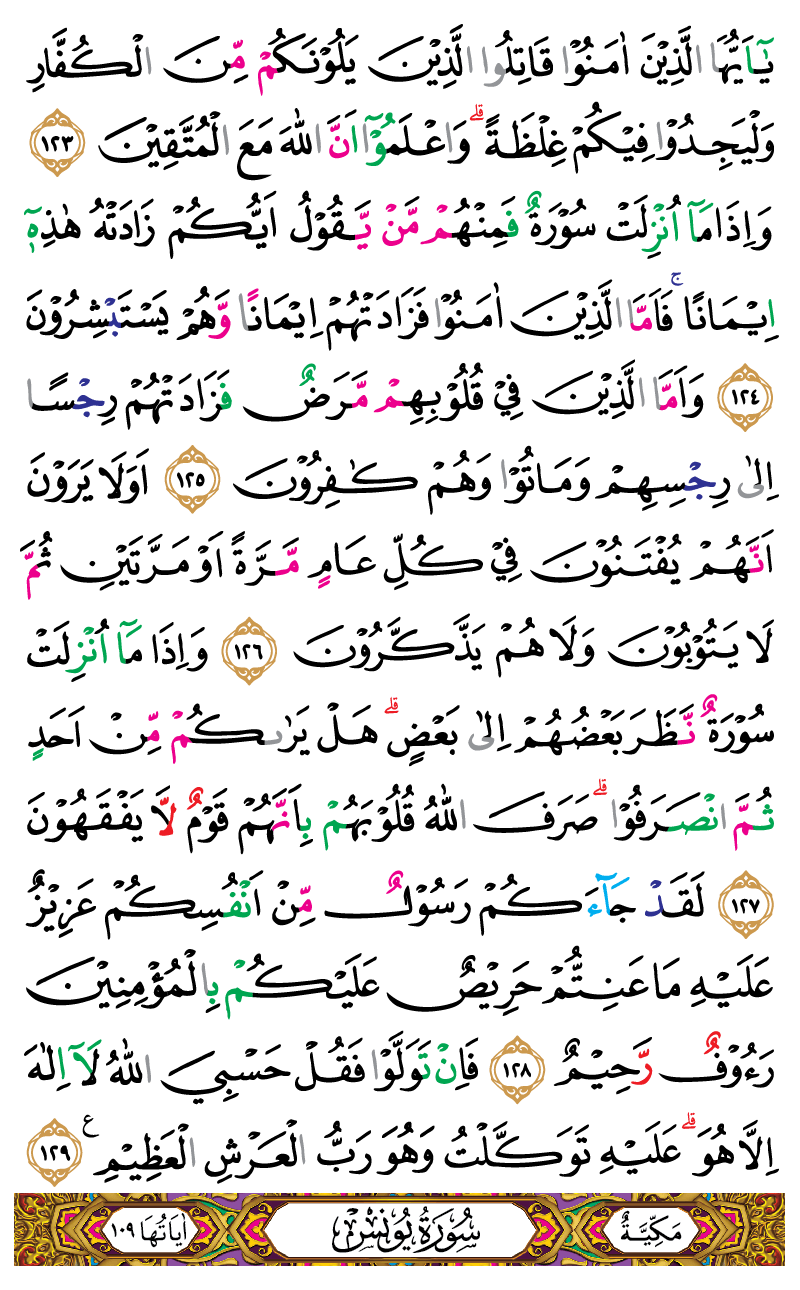 يٰٓاَيُّهَا الَّذِيْنَ اٰمَنُوْا قَاتِلُوا الَّذِيْنَ يَلُوْنَكُمْ مِّنَ الْكُفَّارِ
وَلْيَجِدُوْا فِيْكُمْ غِلْظَةً ۗ وَاعْلَمُوْٓا اَنَّ اللّٰهَ مَعَ الْمُتَّقِيْنَ ١٢٣
وَاِذَا مَآ اُنْزِلَتْ سُوْرَةٌ فَمِنْهُمْ مَّنْ يَّقُوْلُ اَيُّكُمْ زَادَتْهُ هٰذِهٖٓ
اِيْمَانًا ۚ فَاَمَّا الَّذِيْنَ اٰمَنُوْا فَزَادَتْهُمْ اِيْمَانًا وَّهُمْ يَسْتَبْشِرُوْنَ
١٢٤ وَاَمَّا الَّذِيْنَ فِيْ قُلُوْبِهِمْ مَّرَضٌ فَزَادَتْهُمْ رِجْسًا
اِلٰى رِجْسِهِمْ وَمَاتُوْا وَهُمْ كٰفِرُوْنَ ١٢٥ اَوَلَا يَرَوْنَ
اَنَّهُمْ يُفْتَنُوْنَ فِيْ كُلِّ عَامٍ مَّرَّةً اَوْ مَرَّتَيْنِ ثُمَّ
لَا يَتُوْبُوْنَ وَلَا هُمْ يَذَّكَّرُوْنَ ١٢٦ وَاِذَا مَآ اُنْزِلَتْ
سُوْرَةٌ نَّظَرَ بَعْضُهُمْ اِلٰى بَعْضٍ ۗ هَلْ يَرٰىكُمْ مِّنْ اَحَدٍ
ثُمَّ انْصَرَفُوْا ۗ صَرَفَ اللّٰهُ قُلُوْبَهُمْ بِاَنَّهُمْ قَوْمٌ لَّا يَفْقَهُوْنَ
١٢٧ لَقَدْ جَاۤءَكُمْ رَسُوْلٌ مِّنْ اَنْفُسِكُمْ عَزِيْزٌ
عَلَيْهِ مَا عَنِتُّمْ حَرِيْصٌ عَلَيْكُمْ بِالْمُؤْمِنِيْنَ
رَءُوْفٌ رَّحِيْمٌ ١٢٨ فَاِنْ تَوَلَّوْا فَقُلْ حَسْبِيَ اللّٰهُ لَآ اِلٰهَ
اِلَّا هُوَ ۗ عَلَيْهِ تَوَكَّلْتُ وَهُوَ رَبُّ الْعَرْشِ الْعَظِيْمِ ࣖ ١٢٩
مَكِّيَّةٌ سُوْرَةُ يُوْنُسَ اٰيَاتُهَا ١٠٩